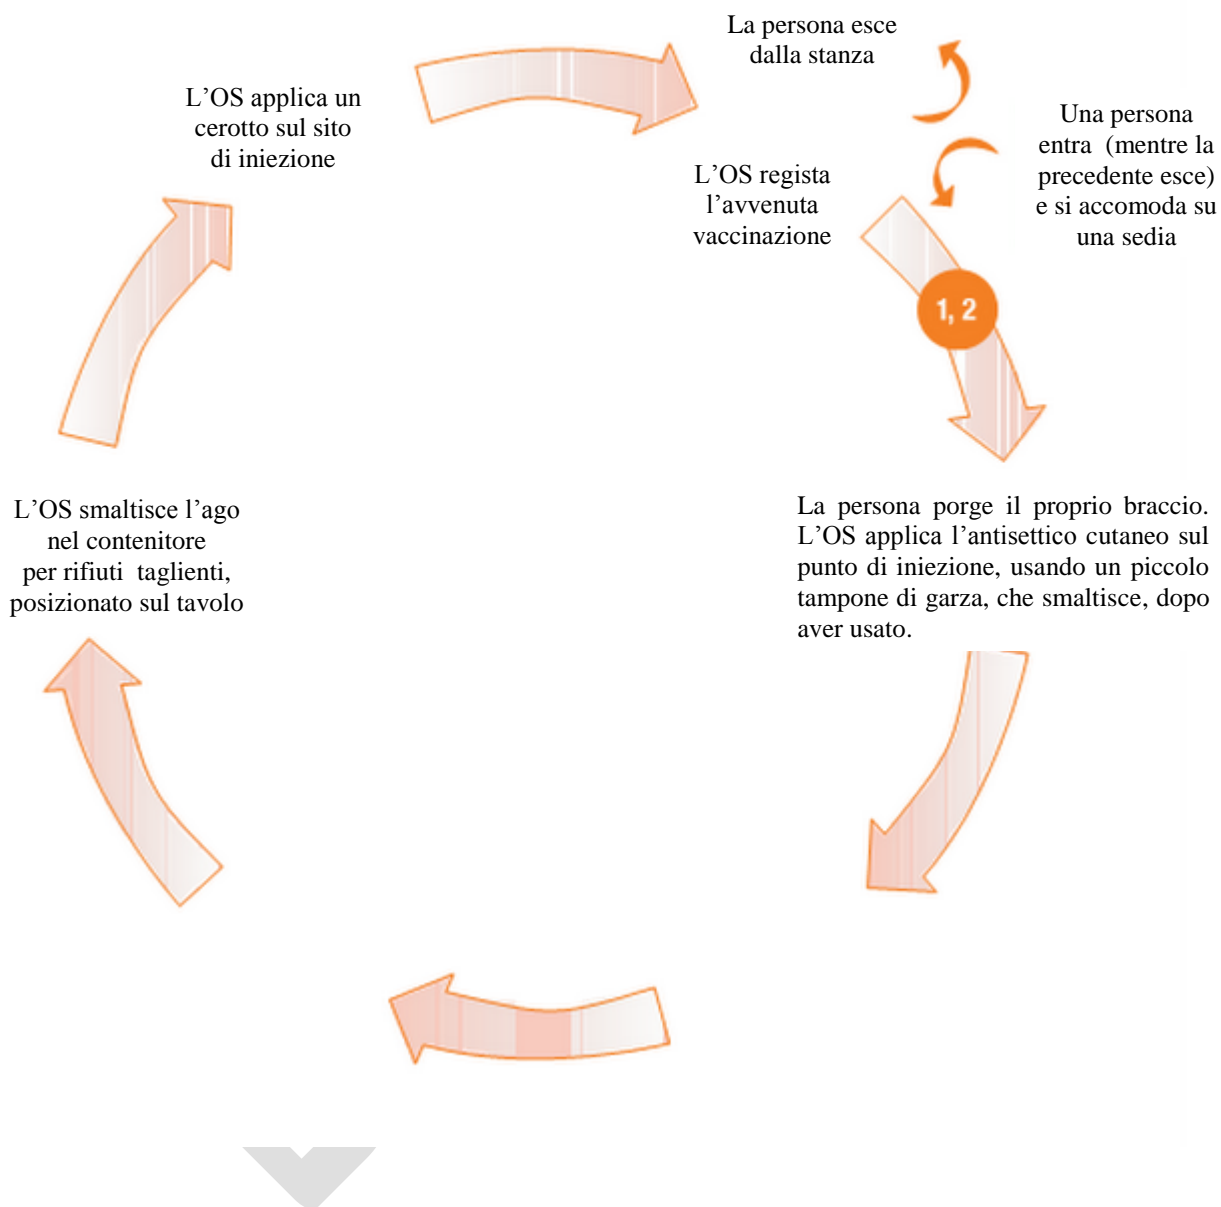 La persona esce
dalla stanza
Una persona
entra (mentre la
precedente esce)
e si accomoda su
una sedia
1, 2
La persona porge il proprio braccio.
L’OS applica l’antisettico cutaneo sul
punto di iniezione, usando un piccolo
tampone di garza, che smaltisce, dopo
aver usato.
L’OS smaltisce l’ago
nel contenitore
per rifiuti taglienti,
posizionato sul tavolo
L’OS applica un
cerotto sul sito
di iniezione
L’OS regista
l’avvenuta
vaccinazione